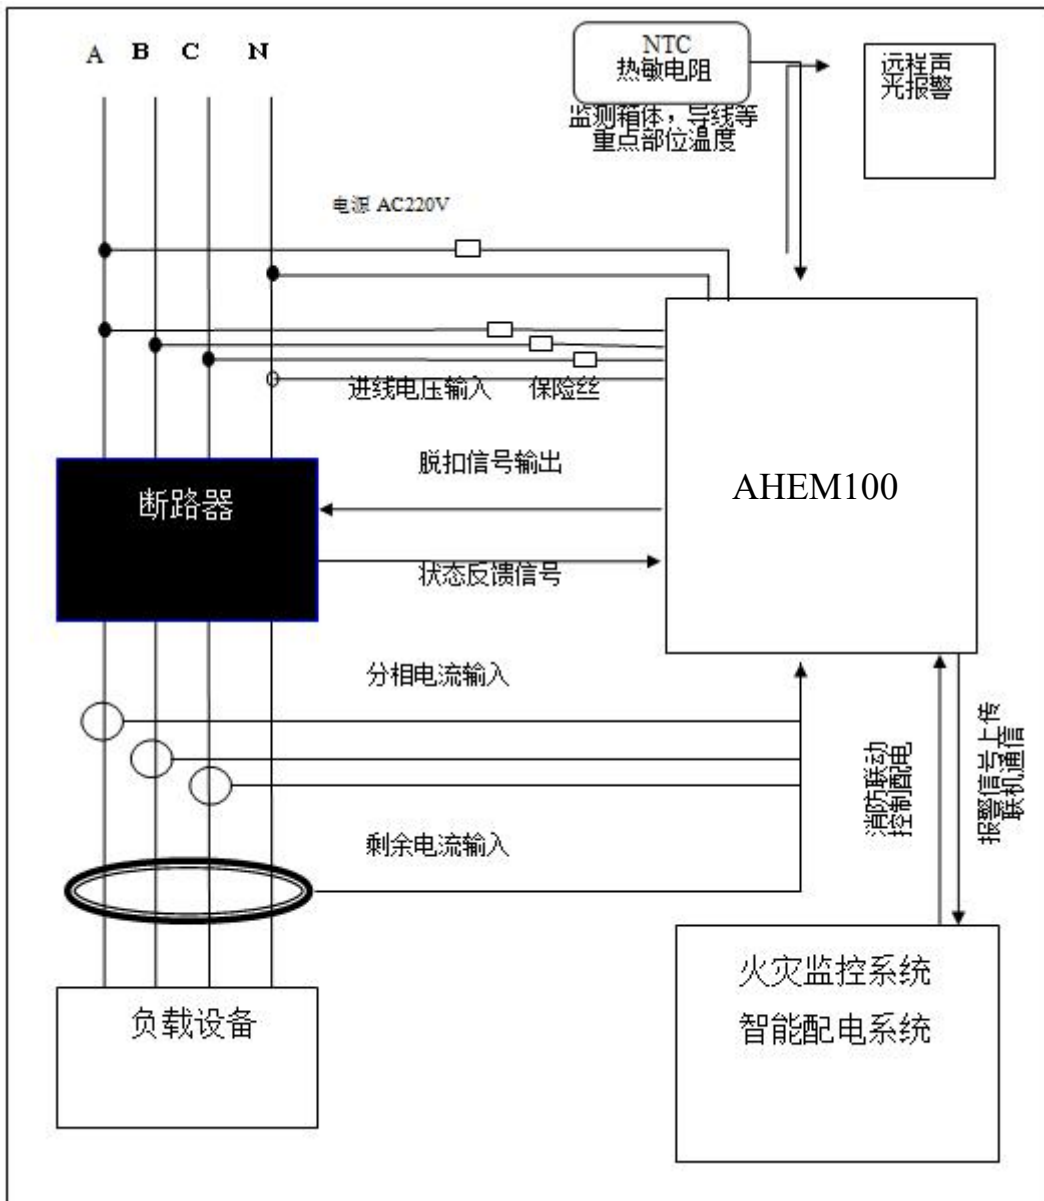 A B C N
NTC
热敏电阻
监测箱体，导线等
重点部位温度
远程声
光报警
电源 AC220V
进线电压输入 保险丝
脱扣信号输出
断路器
AHEM100
状态反馈信号
分相电流输入
剩余电流输入
消防联动
控制配电
报警信号上传
联机通信
负载设备
火灾监控系统
智能配电系统